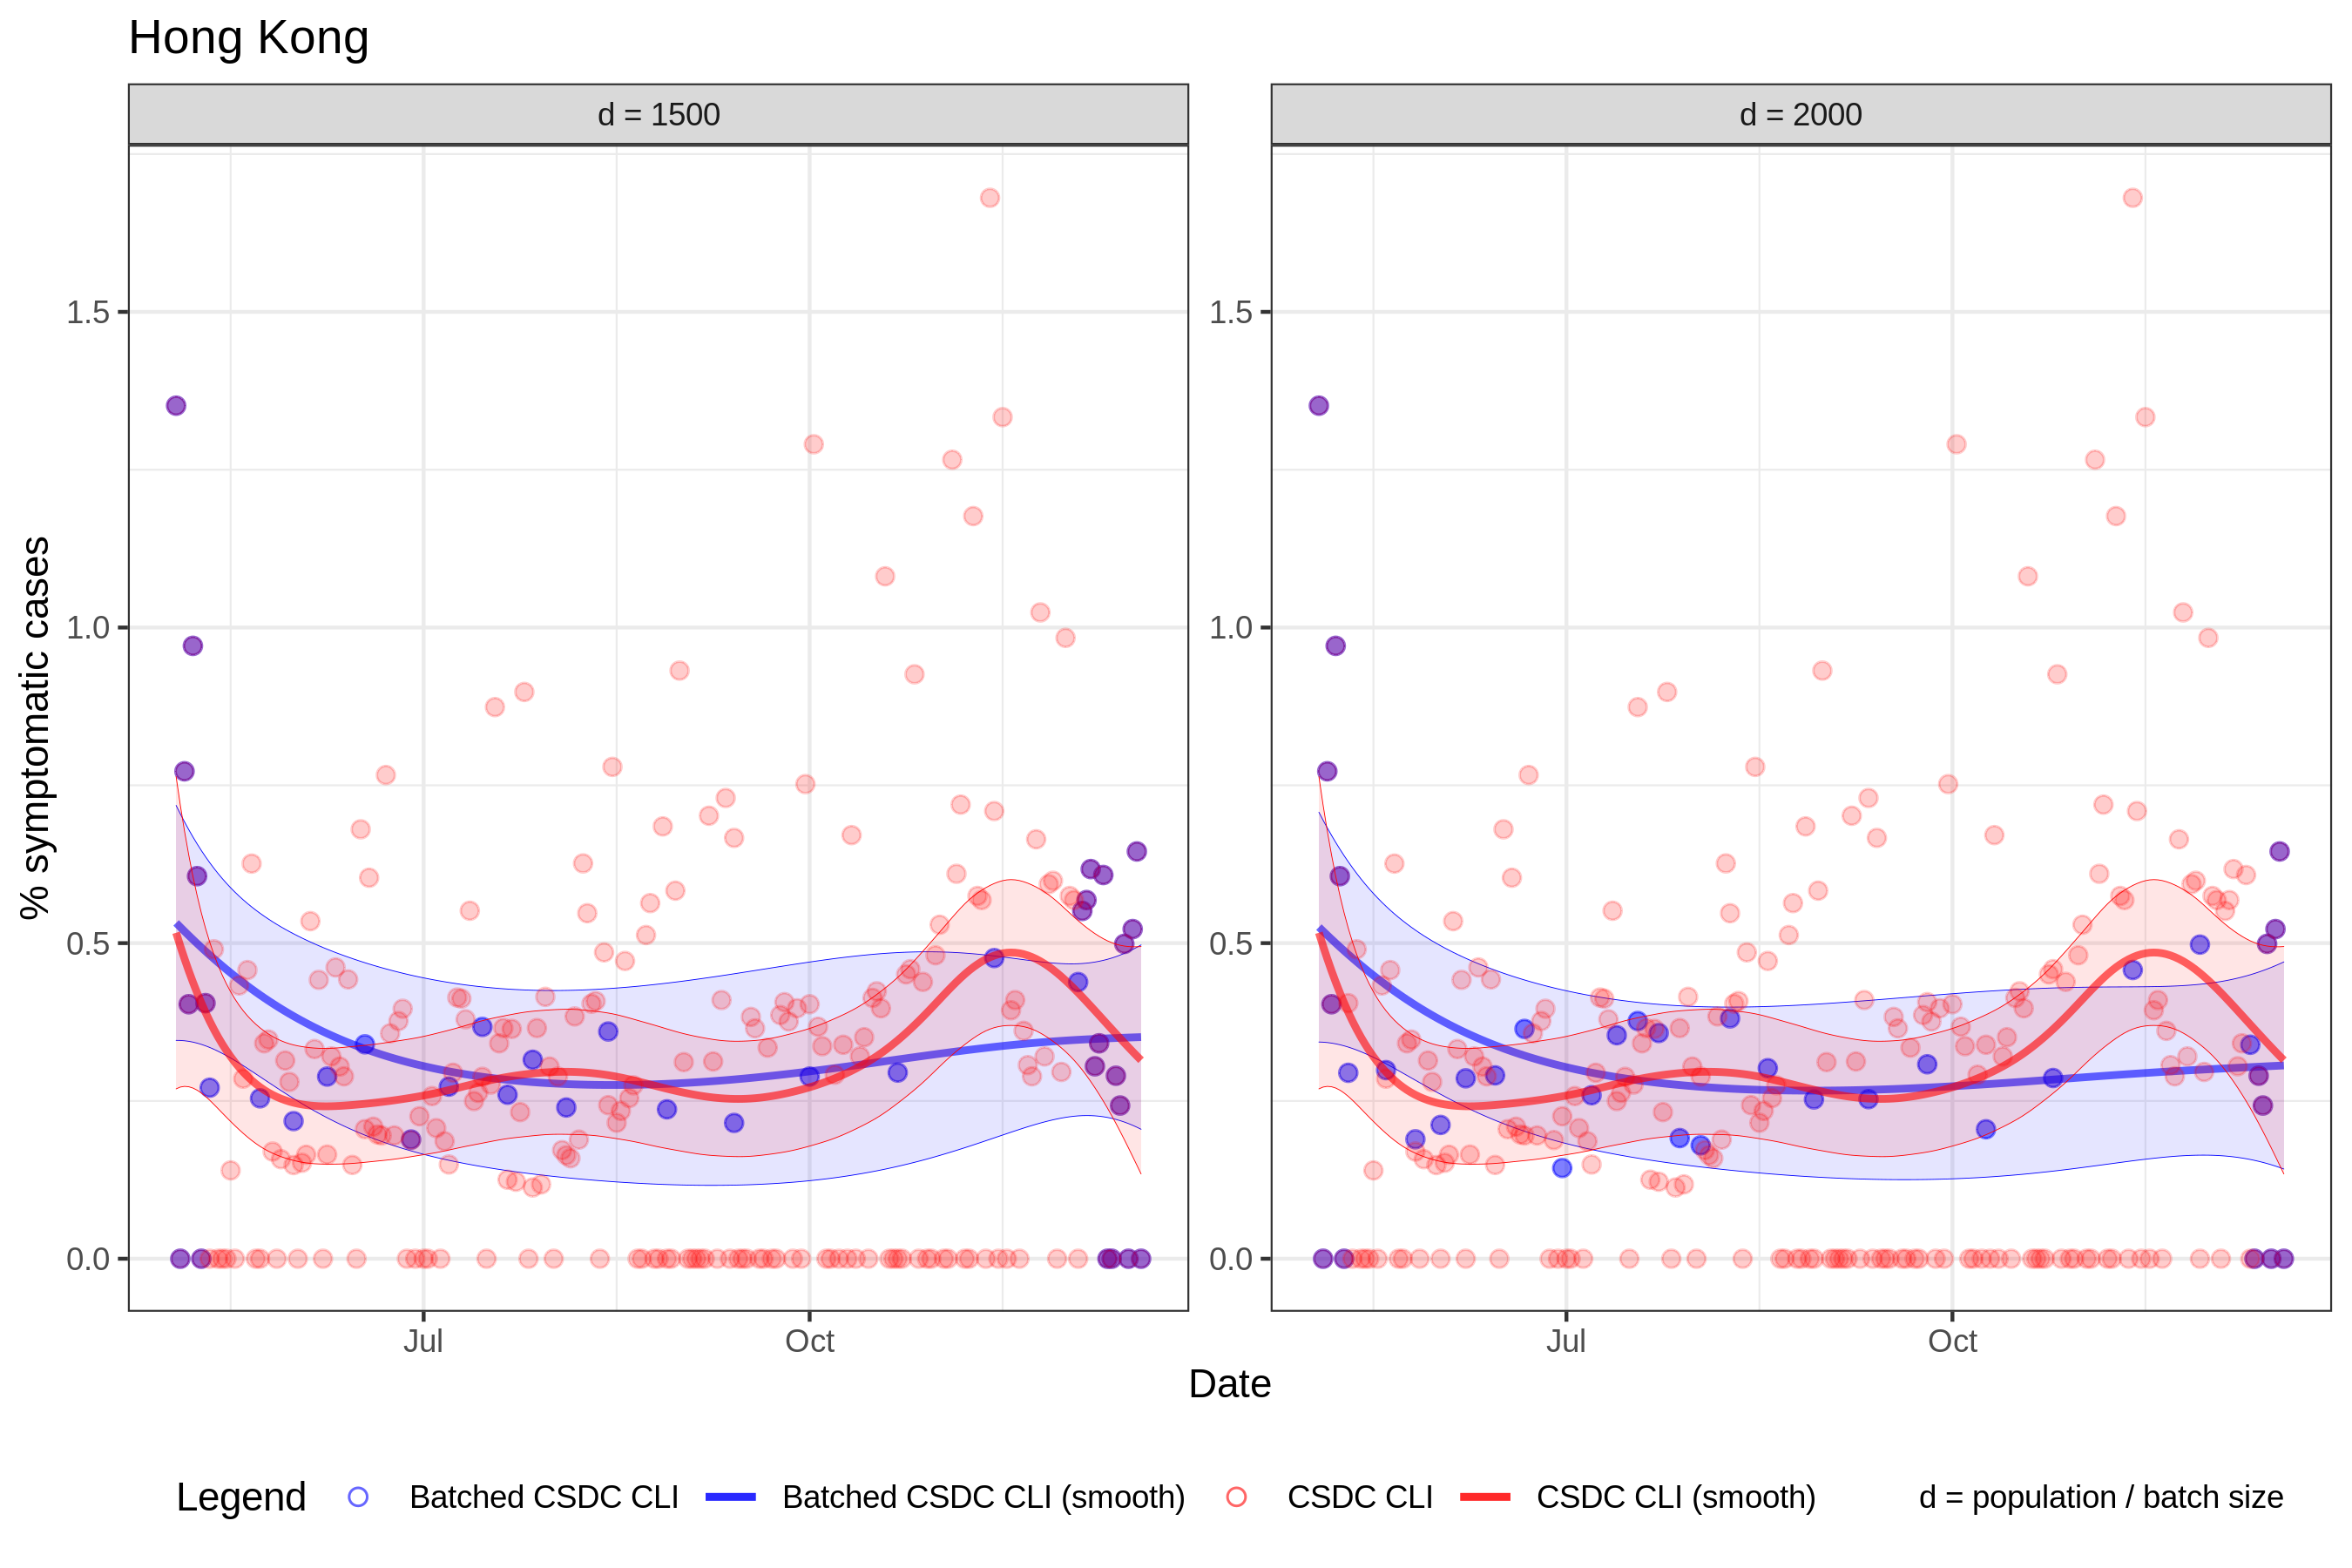 Hong Kong
d = 1500
d = 2000
% symptomatic cases
1.5
1.0
0.5
0.0
1.5
1.0
0.5
0.0
Jul
Oct
Jul
Oct
Date
Legend
Batched CSDC CLI
Batched CSDC CLI (smooth)
CSDC CLI
CSDC CLI (smooth)
d = population / batch size